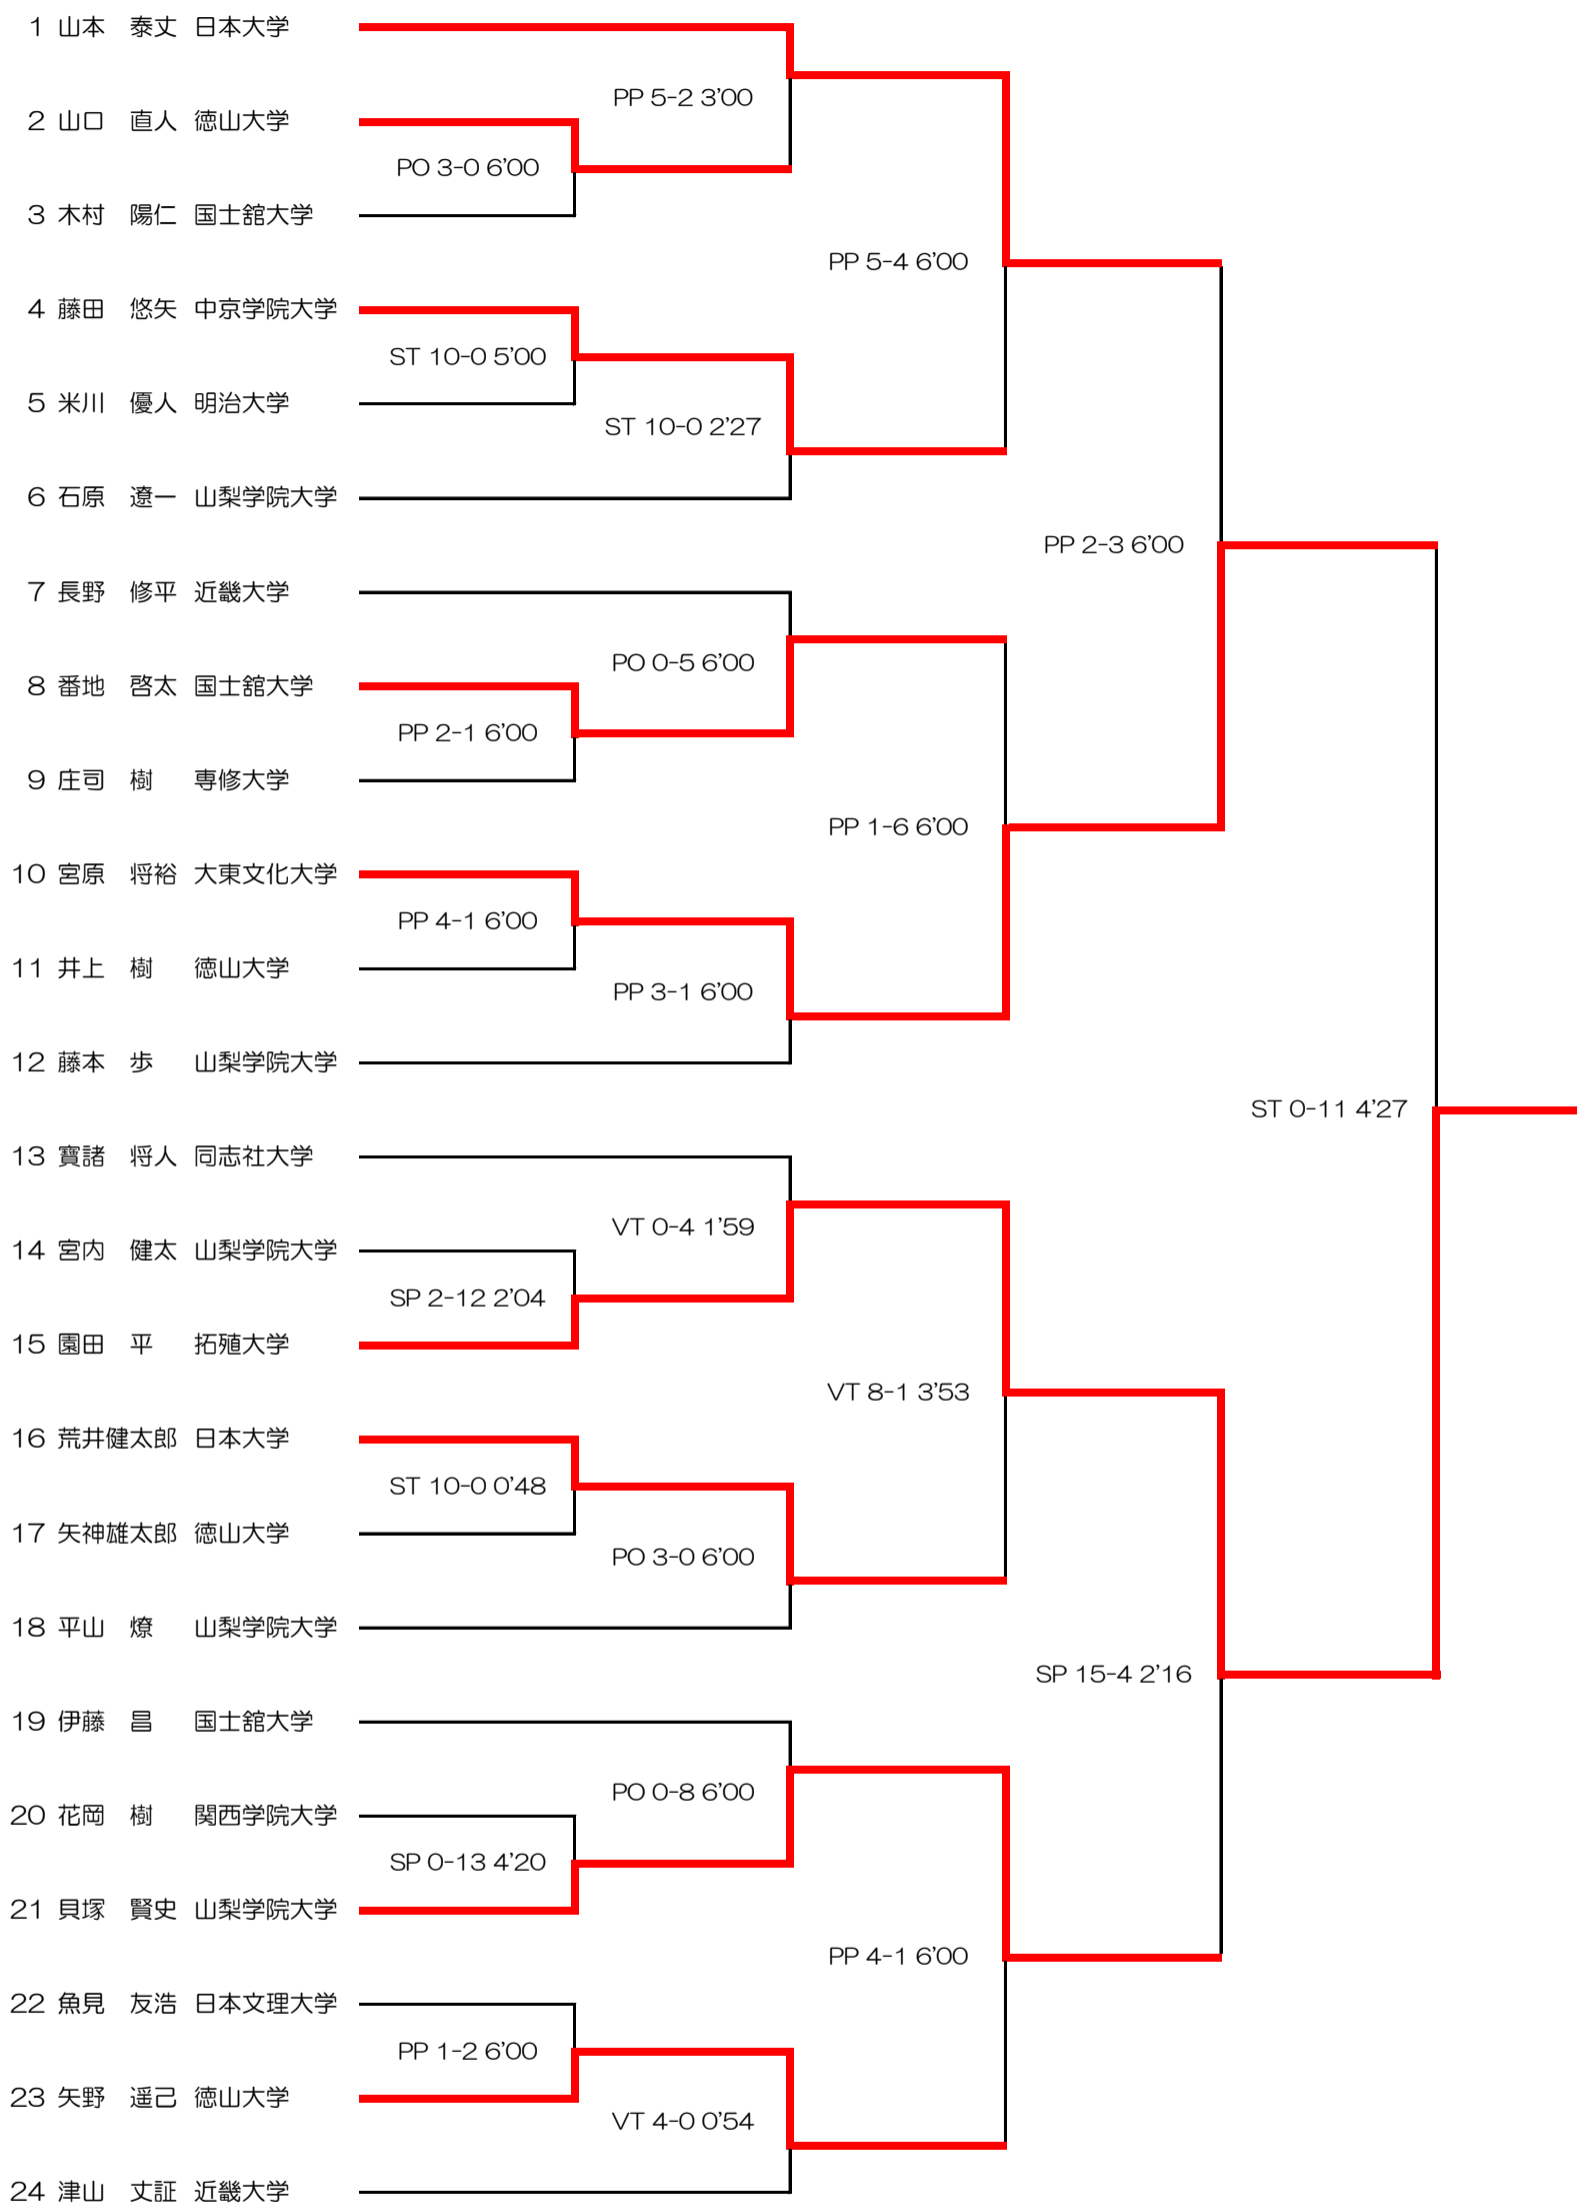 1 山本　泰丈 日本大学
PP 5-2 3'00
2 山口　直人 徳山大学
PO 3-0 6'00
3 木村　陽仁 国士舘大学
PP 5-4 6'00
4 藤田　悠矢 中京学院大学
ST 10-0 5'00
5 米川　優人 明治大学
ST 10-0 2'27
6 石原　遼一 山梨学院大学
PP 2-3 6'00
7 長野　修平 近畿大学
PO 0-5 6'00
8 番地　啓太 国士舘大学
PP 2-1 6'00
9 庄司　樹 専修大学
PP 1-6 6'00
10 宮原　将裕 大東文化大学
PP 4-1 6'00
11 井上　樹 徳山大学
PP 3-1 6'00
12 藤本　歩 山梨学院大学
ST 0-11 4'27
13 寶諸　将人 同志社大学
VT 0-4 1'59
14 宮内　健太 山梨学院大学
SP 2-12 2'04
15 園田　平 拓殖大学
VT 8-1 3'53
16 荒井健太郎 日本大学
ST 10-0 0'48
17 矢神雄太郎 徳山大学
PO 3-0 6'00
18 平山　燎 山梨学院大学
SP 15-4 2'16
19 伊藤　昌 国士舘大学
PO 0-8 6'00
20 花岡　樹 関西学院大学
SP 0-13 4'20
21 貝塚　賢史 山梨学院大学
PP 4-1 6'00
22 魚見　友浩 日本文理大学
PP 1-2 6'00
23 矢野　遥己 徳山大学
VT 4-0 0'54
24 津山　丈証 近畿大学